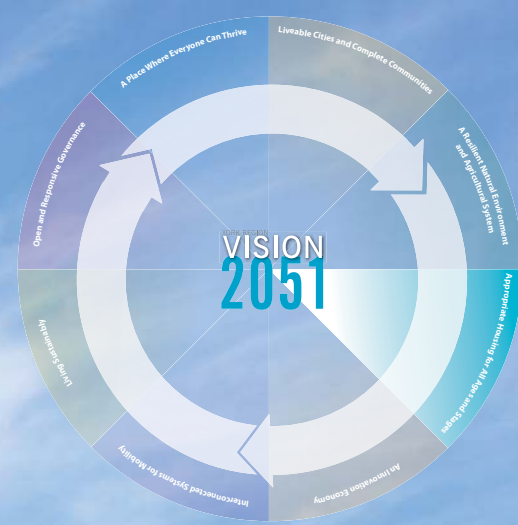 A Place Where Everyone Can Thrive
Liveable Cities and Complete Communities
A Resilient Natural Environment
and Agricultural System
Appropriate Housing for All Ages and Stages
An Innovation Economy
Interconnected Systems for Mobility
Living Sustainably
Open and Responsive Governance
YORK REGION
VISION
2051